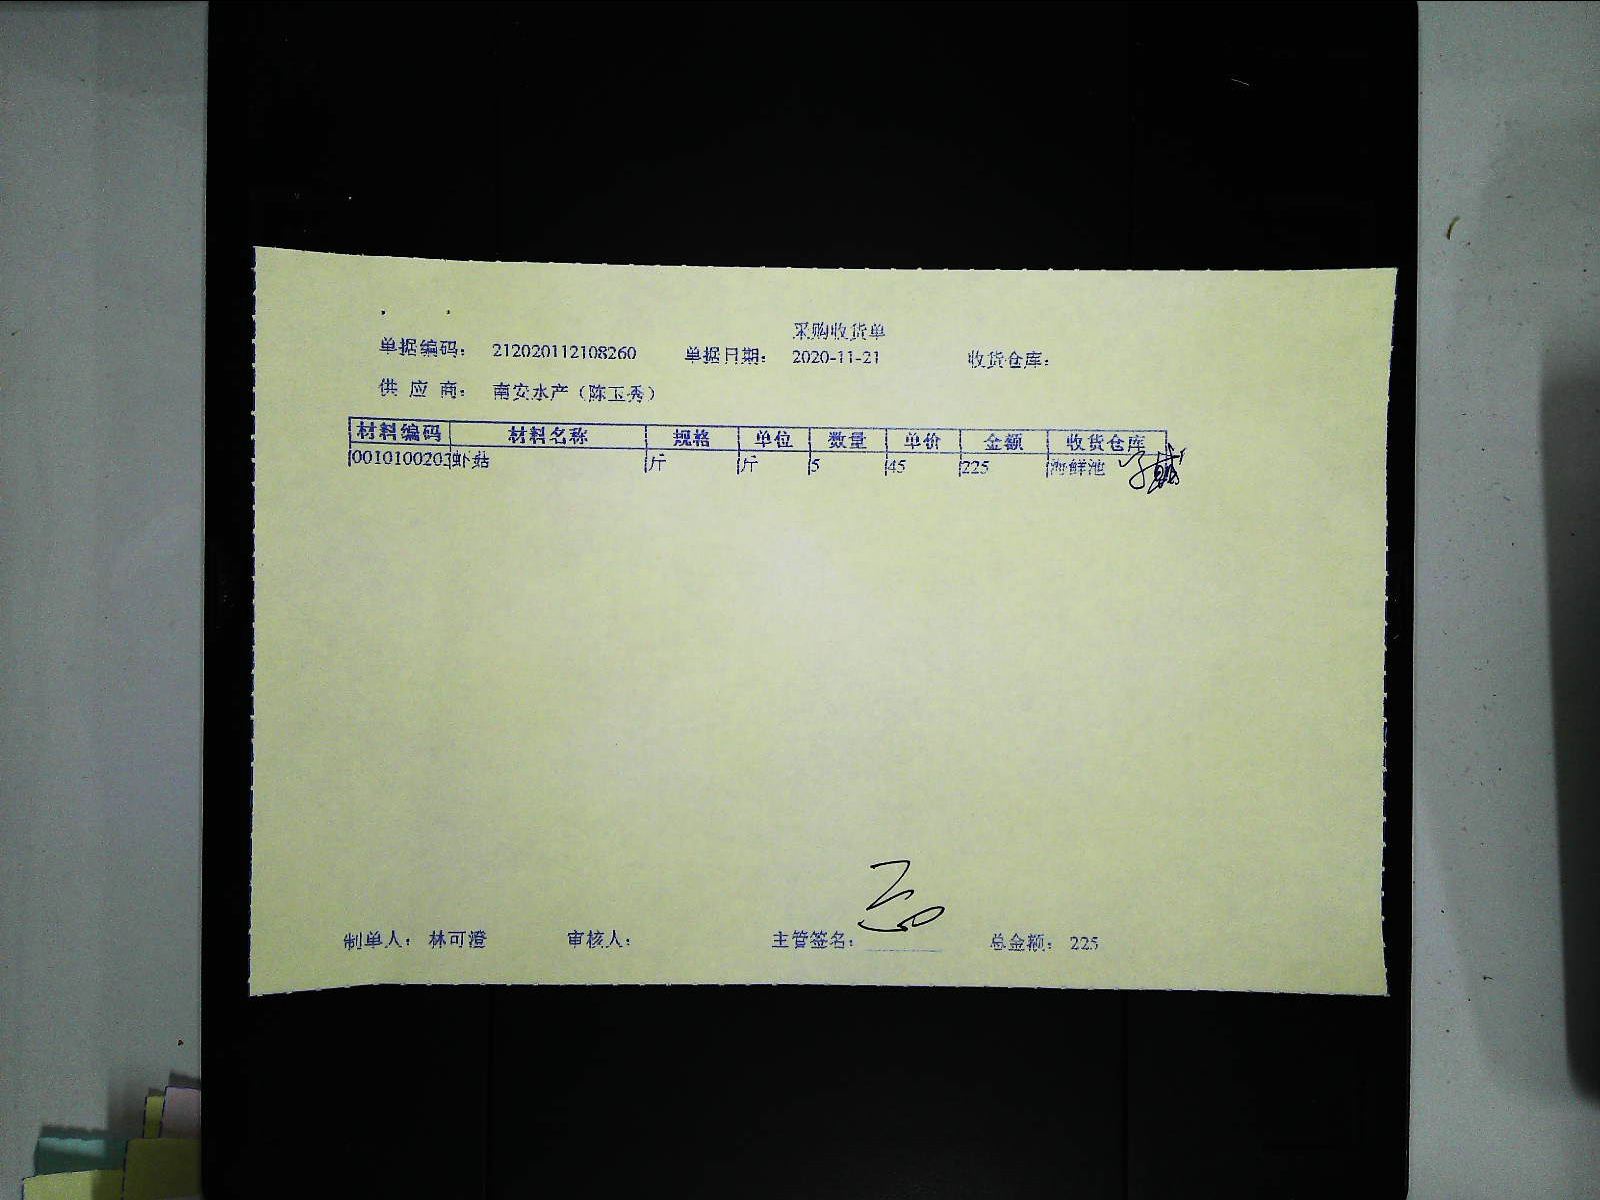 采购收货单
单据编码： 212020112108260 单据日期： 2020-11-21 收货仓库：
供 应 商： 南安水产（陈玉秀）
材料编码 材料名称 规格 单位 数量 单价 金额 收货仓库
0010100203 虾菇 斤 斤 5 45 225 海鲜池
制单人： 林可澄 审核人： 主管签名： 总金额： 225